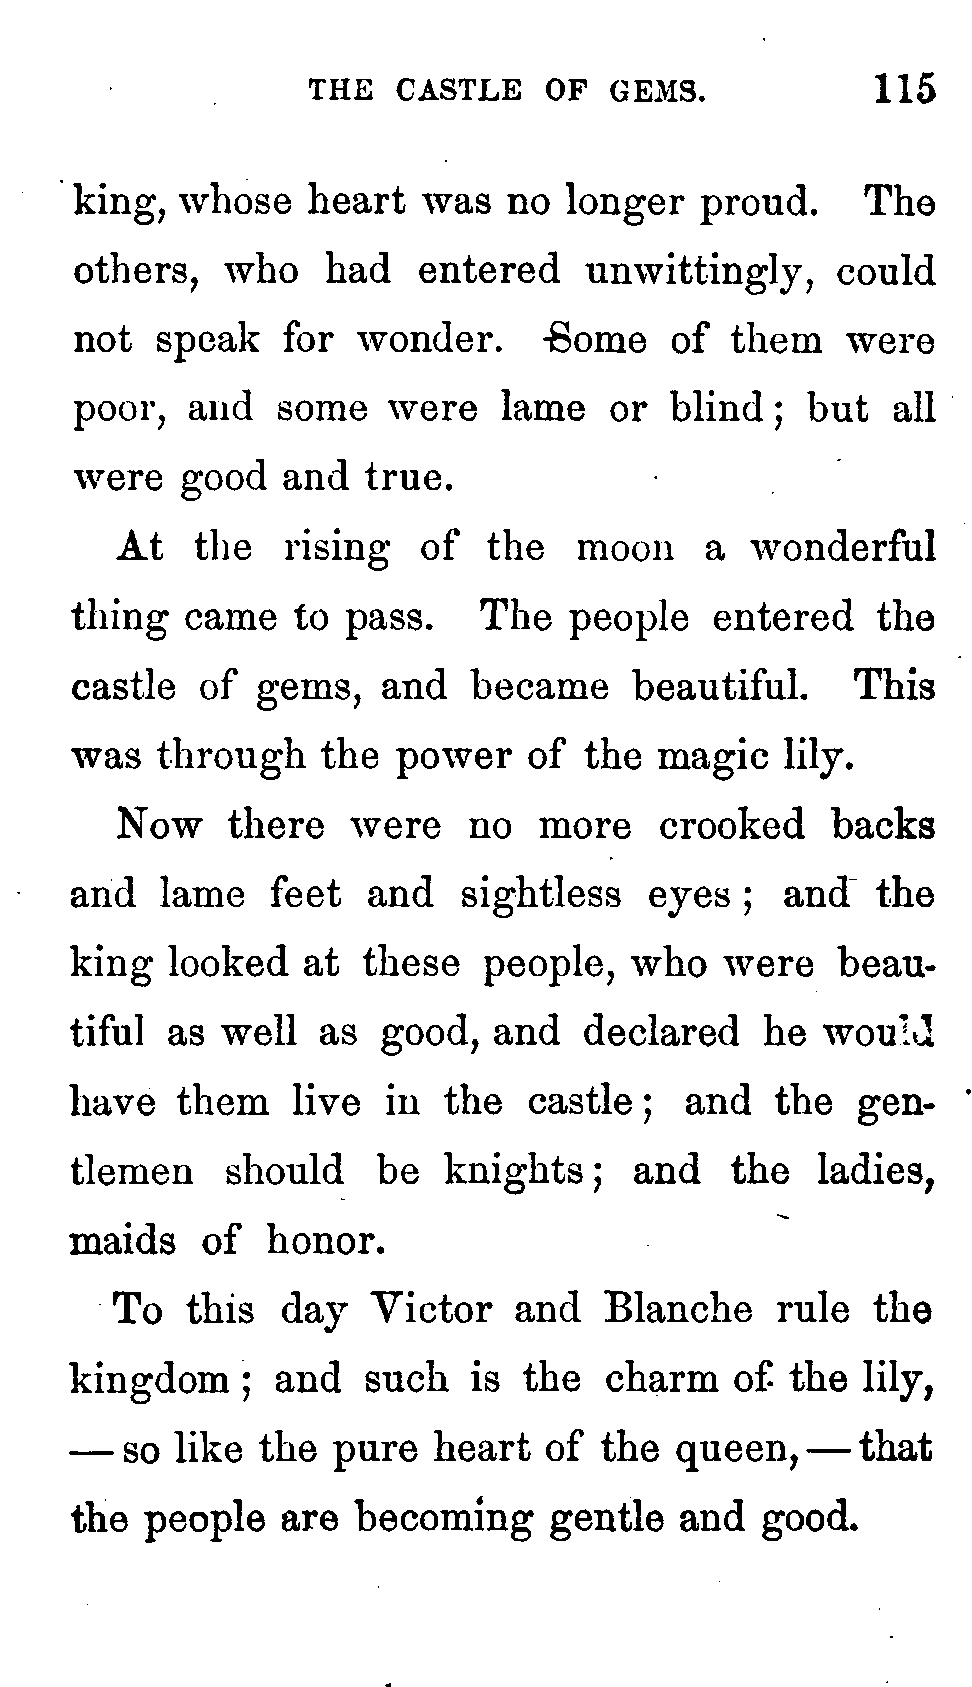 THE CASTLE OF GEMS. 115
king, whose heart was no longer proud. The
others, who had entered unwittingly, could
not speak for wonder. Some of them were
poor, and some were lame or blind; but all
were good and true.
At the rising of the moon a wonderful
thing came to pass. The people entered the
castle of gems, and became beautiful. This
was through the power of the magic lily.
Now there were no more crooked backs
and lame feet and sightless eyes; and the
king looked at these people, who were beau-
tiful as well as good, and declared he would
have them live in the castle; and the gen-
tlemen should be knights; and the ladies,
maids of honor.
To this day Victor and Blanche rule the
kingdom; and such is the charm of the lily,
—so like the pure heart of the queen,—that
the people are becoming gentle and good.